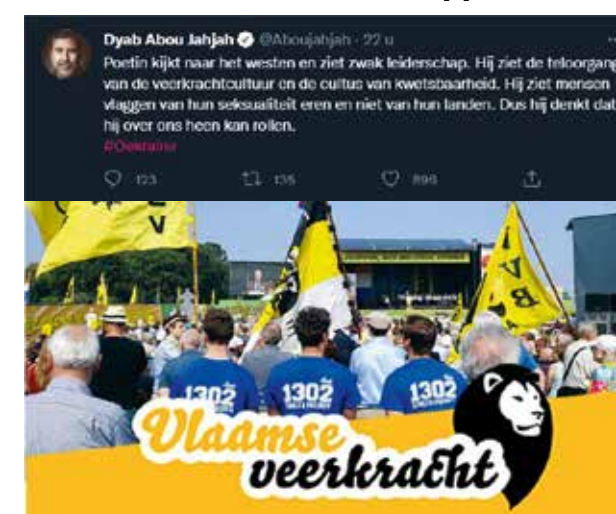 Dyab Abou Jahjah @Aboujahjah · 22 u
Poetin kijkt naar het westen en ziet zwak leiderschap. Hij ziet de teloorgang
van de veerkrachtcultuur en de cultus van kwetsbaarheid. Hij ziet mensen
vlaggen van hun seksualiteit eren en niet van hun landen. Dus hij denkt dat
hij over ons heen kan rollen.
#Oekraïne
123 135 896
V
V B
1302 1302 1302
Vlaamse
veerkracht